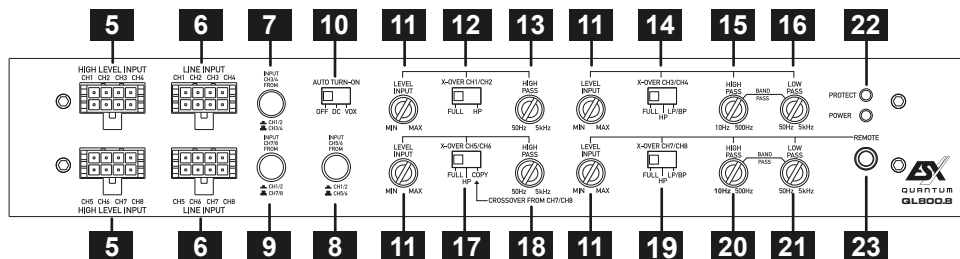 5 6 7 10 11 12 13 11 14 15 16 22
HIGH LEVEL INPUT
CH1 CH2 CH3 CH4
LINE INPUT
CH1 CH2 CH3 CH4
INPUT
CH3/4
FROM
CH1/2
CH3/4
AUTO TURN-ON
OFF DC VOX
LEVEL
INPUT
MIN MAX
X-OVER CH1/CH2
FULL HP
HIGH
PASS
50Hz 5kHz
LEVEL
INPUT
MIN MAX
X-OVER CH3/CH4
FULL LP/BP
HP
HIGH
PASS
10Hz 500Hz
BAND
PASS
LOW
PASS
50Hz 5kHz
PROTECT
POWER
REMOTE
CH5 CH6 CH7 CH8
HIGH LEVEL INPUT
CH5 CH6 CH7 CH8
LINE INPUT
INPUT
CH7/8
FROM
CH1/2
CH7/8
INPUT
CH5/6
FROM
CH1/2
CH5/6
LEVEL
INPUT
MIN MAX
X-OVER CH5/CH6
FULL COPY
HP
CROSSOVER FROM CH7/CH8
HIGH
PASS
50Hz 5kHz
LEVEL
INPUT
MIN MAX
X-OVER CH7/CH8
FULL LP/BP
HP
HIGH
PASS
10Hz 500Hz
BAND
PASS
LOW
PASS
50Hz 5kHz
ESX
QUANTUM
QL800.8
5 6 9 8 11 17 18 11 19 20 21 23